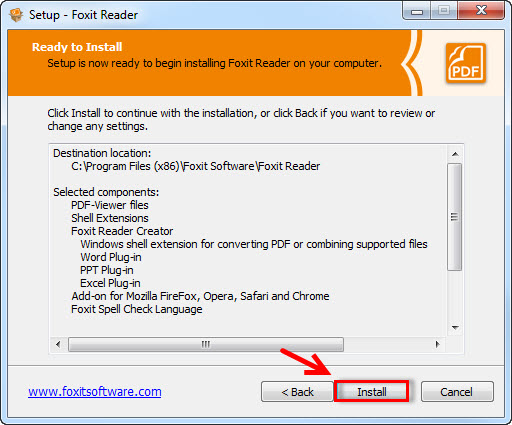 Setup - Foxit Reader
Ready to Install
Setup is now ready to begin installing Foxit Reader on your computer.
PDF
Click Install to continue with the installation, or click Back if you want to review or
change any settings.
Destination location:
C:\Program Files (x86)\Foxit Software\Foxit Reader
Selected components:
PDF-Viewer files
Shell Extensions
Foxit Reader Creator
Windows shell extension for converting PDF or combining supported files
Word Plug-in
PPT Plug-in
Excel Plug-in
Add-on for Mozilla FireFox, Opera, Safari and Chrome
Foxit Spell Check Language
www.foxitsoftware.com
< Back
Install
Cancel